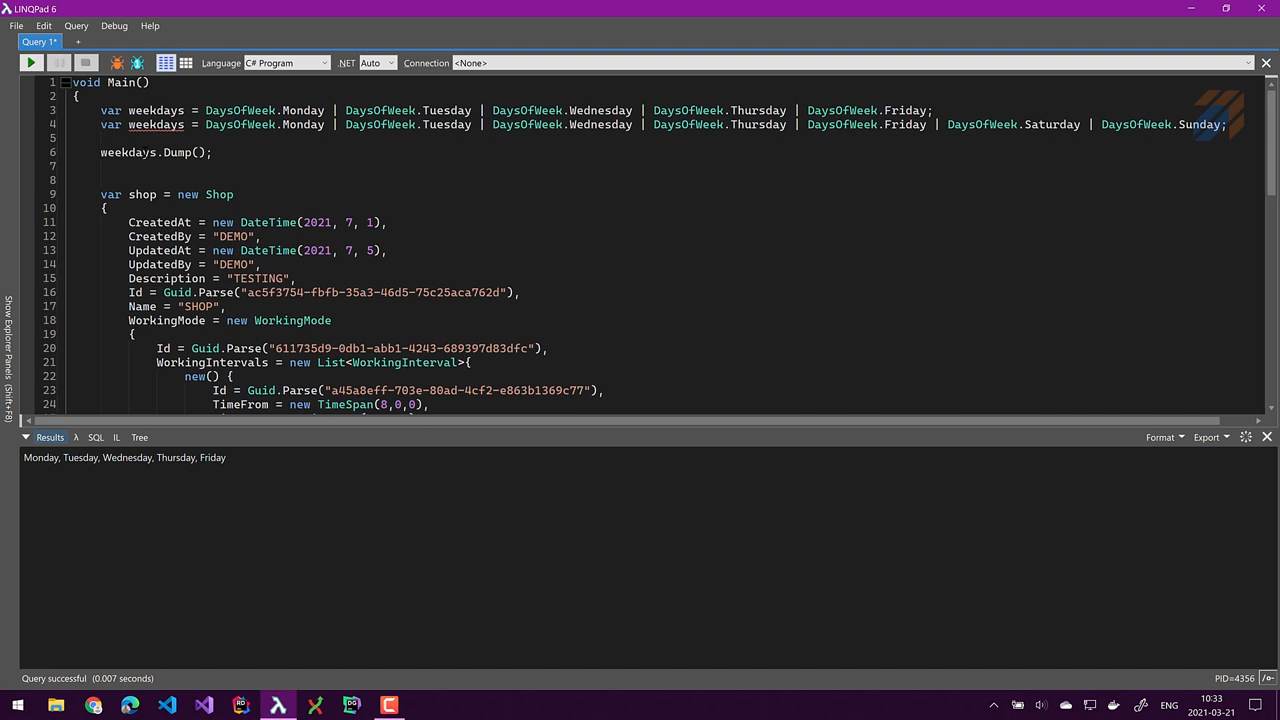 LINQPad 6
File Edit Query Debug Help
Query 1* +
Language C# Program .NET Auto Connection <None>
1 void Main()
2 {
3 var weekdays = DaysOfWeek.Monday | DaysOfWeek.Tuesday | DaysOfWeek.Wednesday | DaysOfWeek.Thursday | DaysOfWeek.Friday;
4 var weekdays = DaysOfWeek.Monday | DaysOfWeek.Tuesday | DaysOfWeek.Wednesday | DaysOfWeek.Thursday | DaysOfWeek.Friday | DaysOfWeek.Saturday | DaysOfWeek.Sunday;
5
6 weekdays.Dump();
7
8
9 var shop = new Shop
10 {
11 CreatedAt = new DateTime(2021, 7, 1),
12 CreatedBy = "DEMO",
13 UpdatedAt = new DateTime(2021, 7, 5),
14 UpdatedBy = "DEMO",
15 Description = "TESTING",
16 Id = Guid.Parse("ac5f3754-fbfb-35a3-46d5-75c25aca762d"),
17 Name = "SHOP",
18 WorkingMode = new WorkingMode
19 {
20 Id = Guid.Parse("611735d9-0db1-abb1-4243-689397d83dfc"),
21 WorkingIntervals = new List<WorkingInterval>{
22 new() {
23 Id = Guid.Parse("a45a8eff-703e-80ad-4cf2-e863b1369c77"),
24 TimeFrom = new TimeSpan(8,0,0),
Show Explorer Panels (Shift+F8)
Results λ SQL IL Tree Format Export
Monday, Tuesday, Wednesday, Thursday, Friday
Query successful (0.007 seconds) PID=4356 /o-
ENG 10:33
2021-03-21